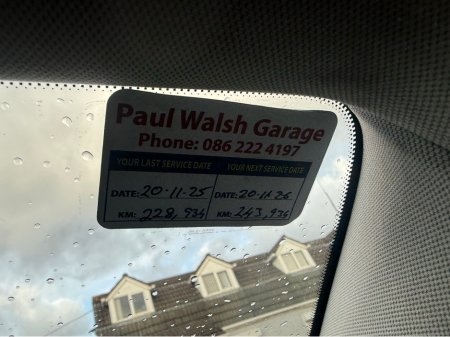 Paul Walsh Garage
Phone: 086 222 4197
YOUR LAST SERVICE DATE YOUR NEXT SERVICE DATE
DATE: 20-11-25 DATE: 20-11-26
KM: 228,934 KM: 243,936